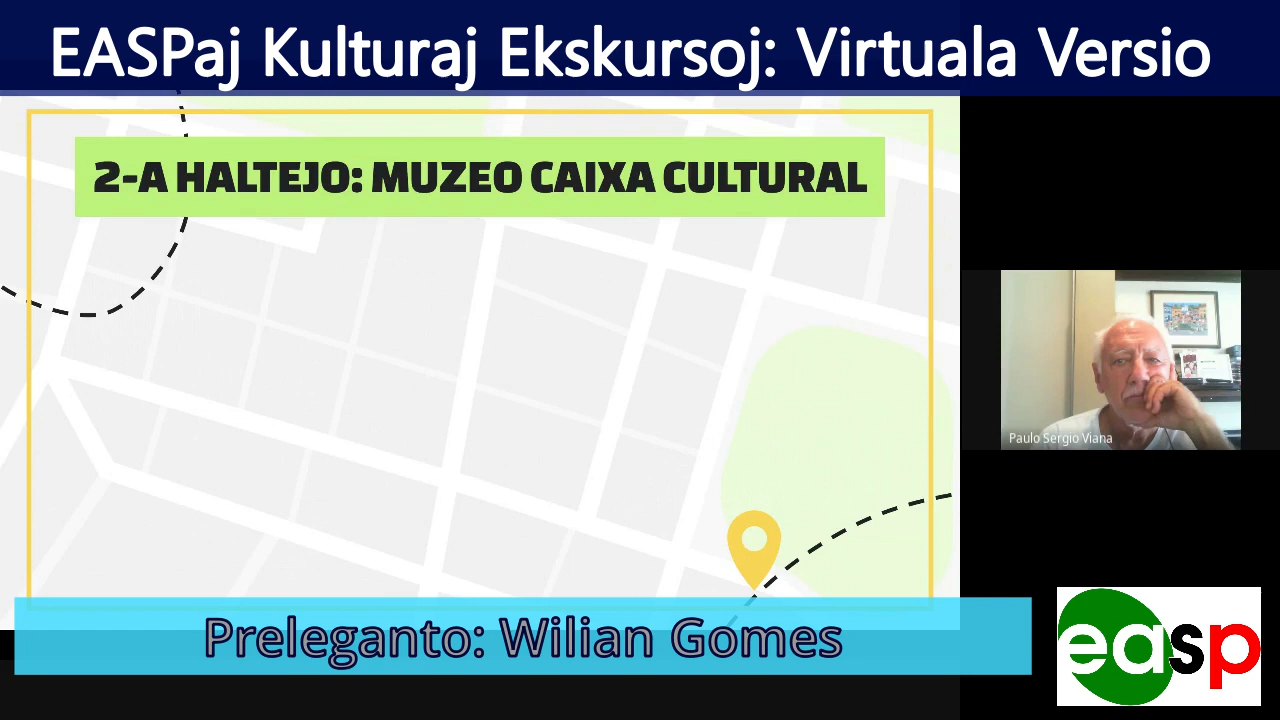 EASPaj Kulturaj Ekskursoj: Virtuala Versio
2-A HALTEJO: MUZEO CAIXA CULTURAL
Paulo Sergio Viana
Preleganto: Wilian Gomes
easp